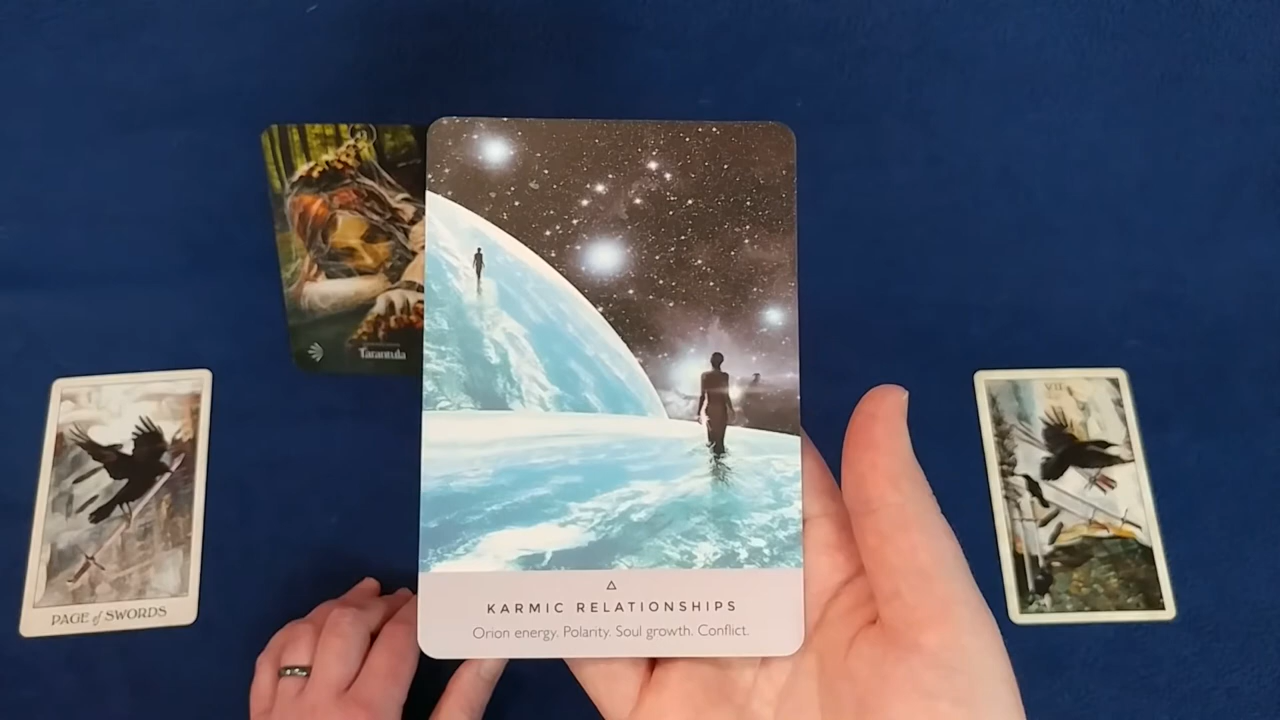 Tarantula
VII
PAGE of SWORDS
KARMIC RELATIONSHIPS
Orion energy. Polarity. Soul growth. Conflict.